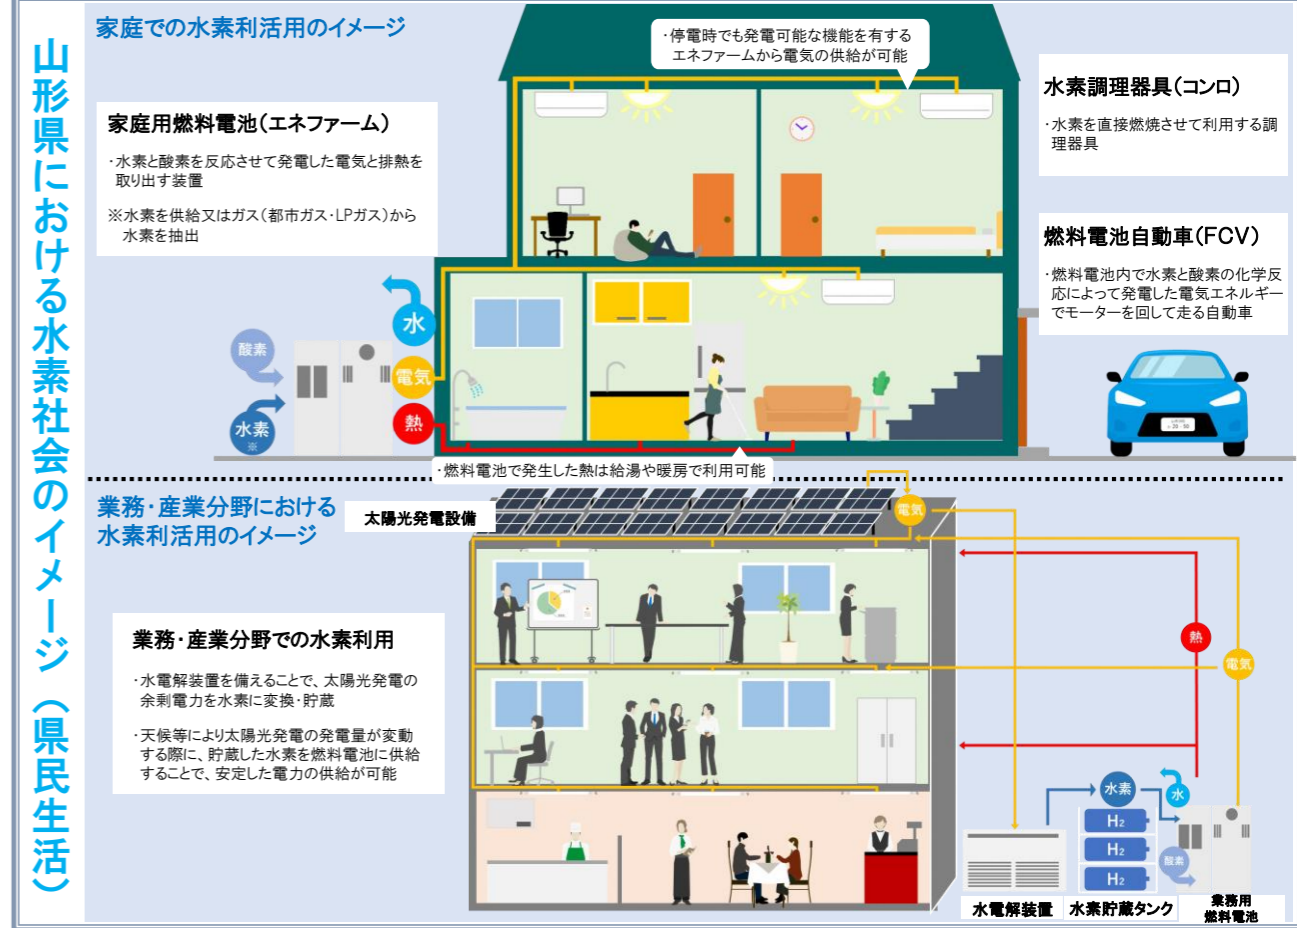 山形県における水素社会のイメージ（県民生活）
家庭での水素利活用のイメージ
・停電時でも発電可能な機能を有する
エネファームから電気の供給が可能
家庭用燃料電池（エネファーム）
・水素と酸素を反応させて発電した電気と排熱を
取り出す装置
※水素を供給又はガス（都市ガス・LPガス）から
水素を抽出
水素調理器具（コンロ）
・水素を直接燃焼させて利用する調
理器具
燃料電池自動車（FCV）
・燃料電池内で水素と酸素の化学反
応によって発電した電気エネルギー
でモーターを回して走る自動車
水
酸素
電気
熱
水素
※
・燃料電池で発生した熱は給湯や暖房で利用可能
業務・産業分野における
水素利活用のイメージ
太陽光発電設備
電気
業務・産業分野での水素利用
・水電解装置を備えることで、太陽光発電の
余剰電力を水素に変換・貯蔵
・天候等により太陽光発電の発電量が変動
する際に、貯蔵した水素を燃料電池に供給
することで、安定した電力の供給が可能
熱
電気
水素
水
H2
H2
H2
酸素
水電解装置
水素貯蔵タンク
業務用
燃料電池